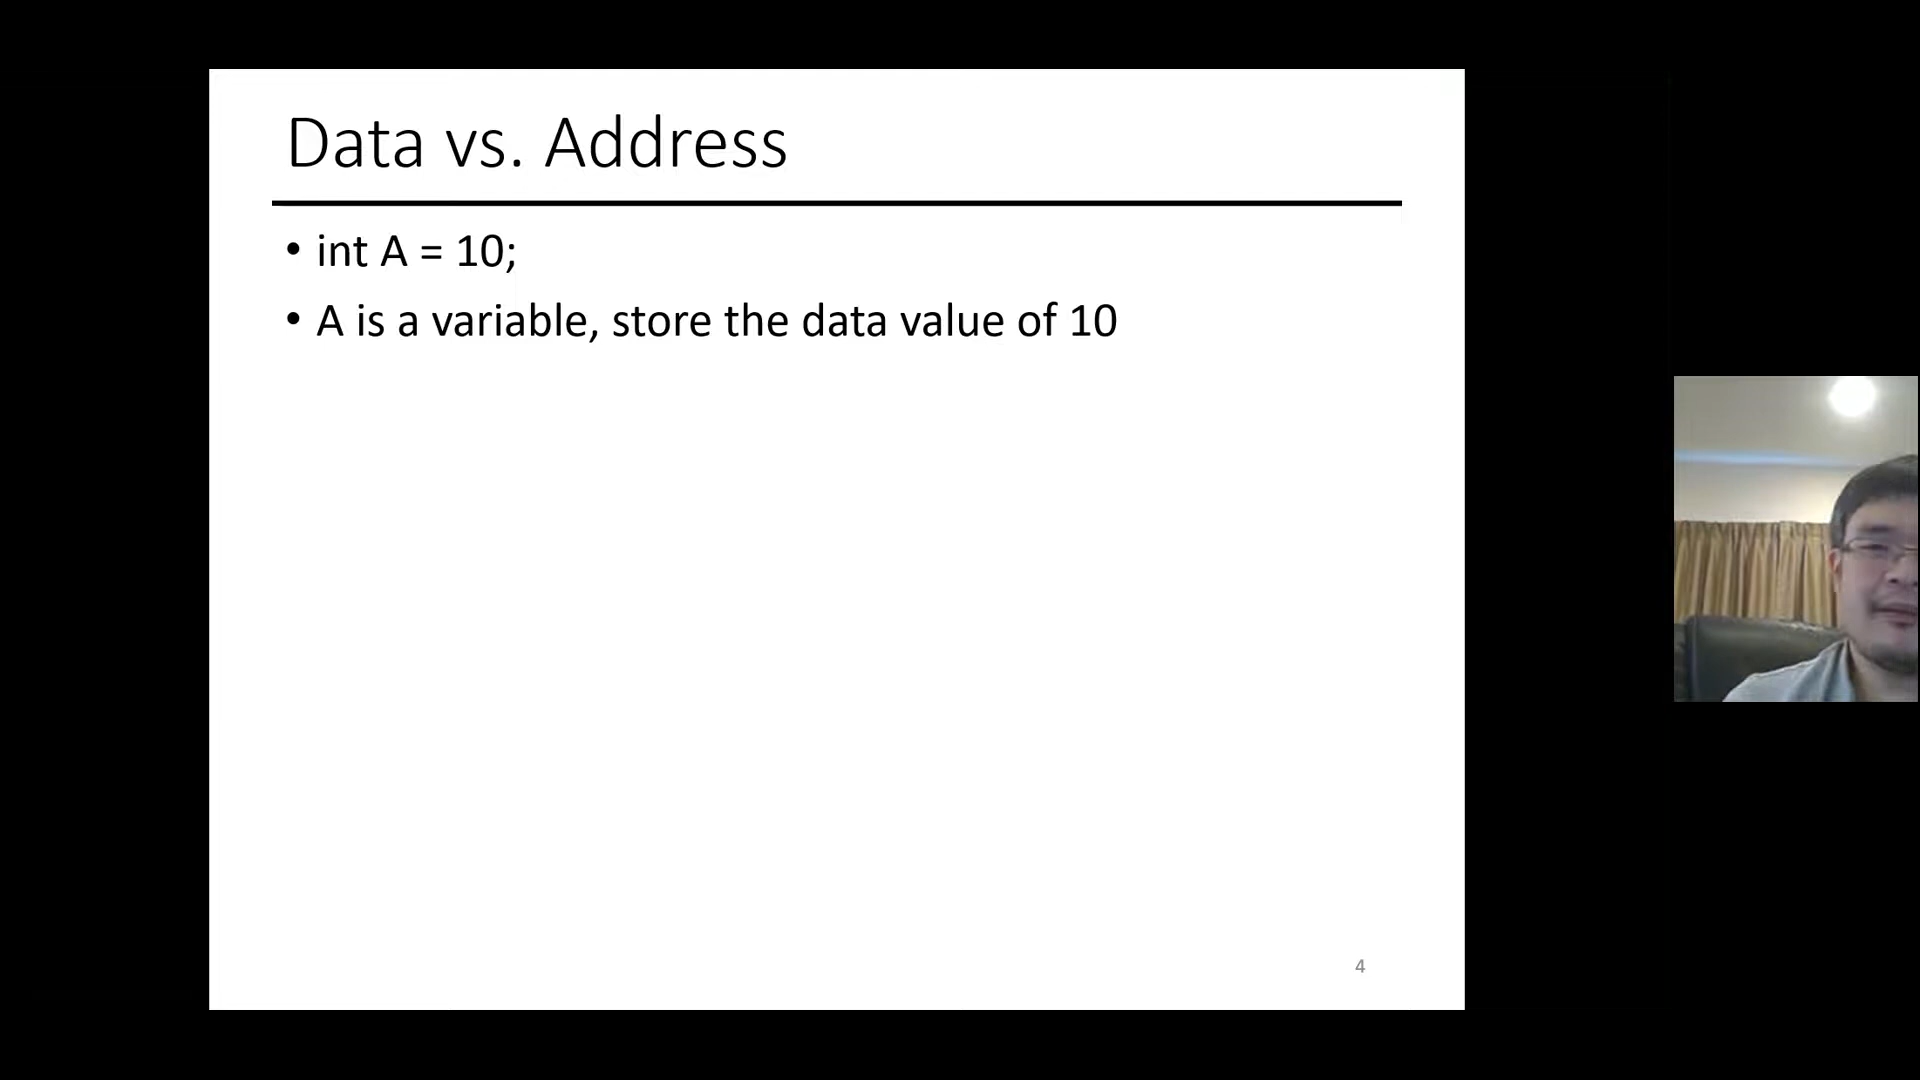 Data vs. Address
• int A = 10;
• A is a variable, store the data value of 10
4